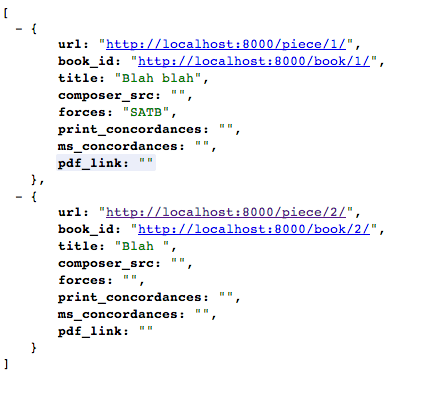 [
- {
url: "http://localhost:8000/piece/1/",
book_id: "http://localhost:8000/book/1/",
title: "Blah blah",
composer_src: "",
forces: "SATB",
print_concordances: "",
ms_concordances: "",
pdf_link: ""
},
- {
url: "http://localhost:8000/piece/2/",
book_id: "http://localhost:8000/book/2/",
title: "Blah ",
composer_src: "",
forces: "",
print_concordances: "",
ms_concordances: "",
pdf_link: ""
}
]